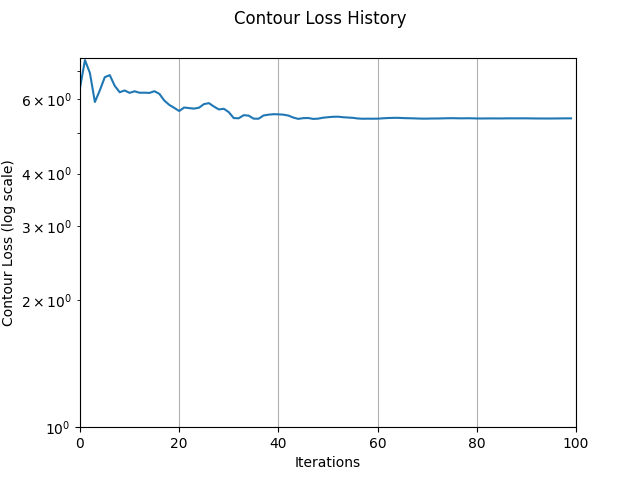 Contour Loss History
Contour Loss (log scale)
6 × 10⁰
4 × 10⁰
3 × 10⁰
2 × 10⁰
10⁰
0 20 40 60 80 100
Iterations